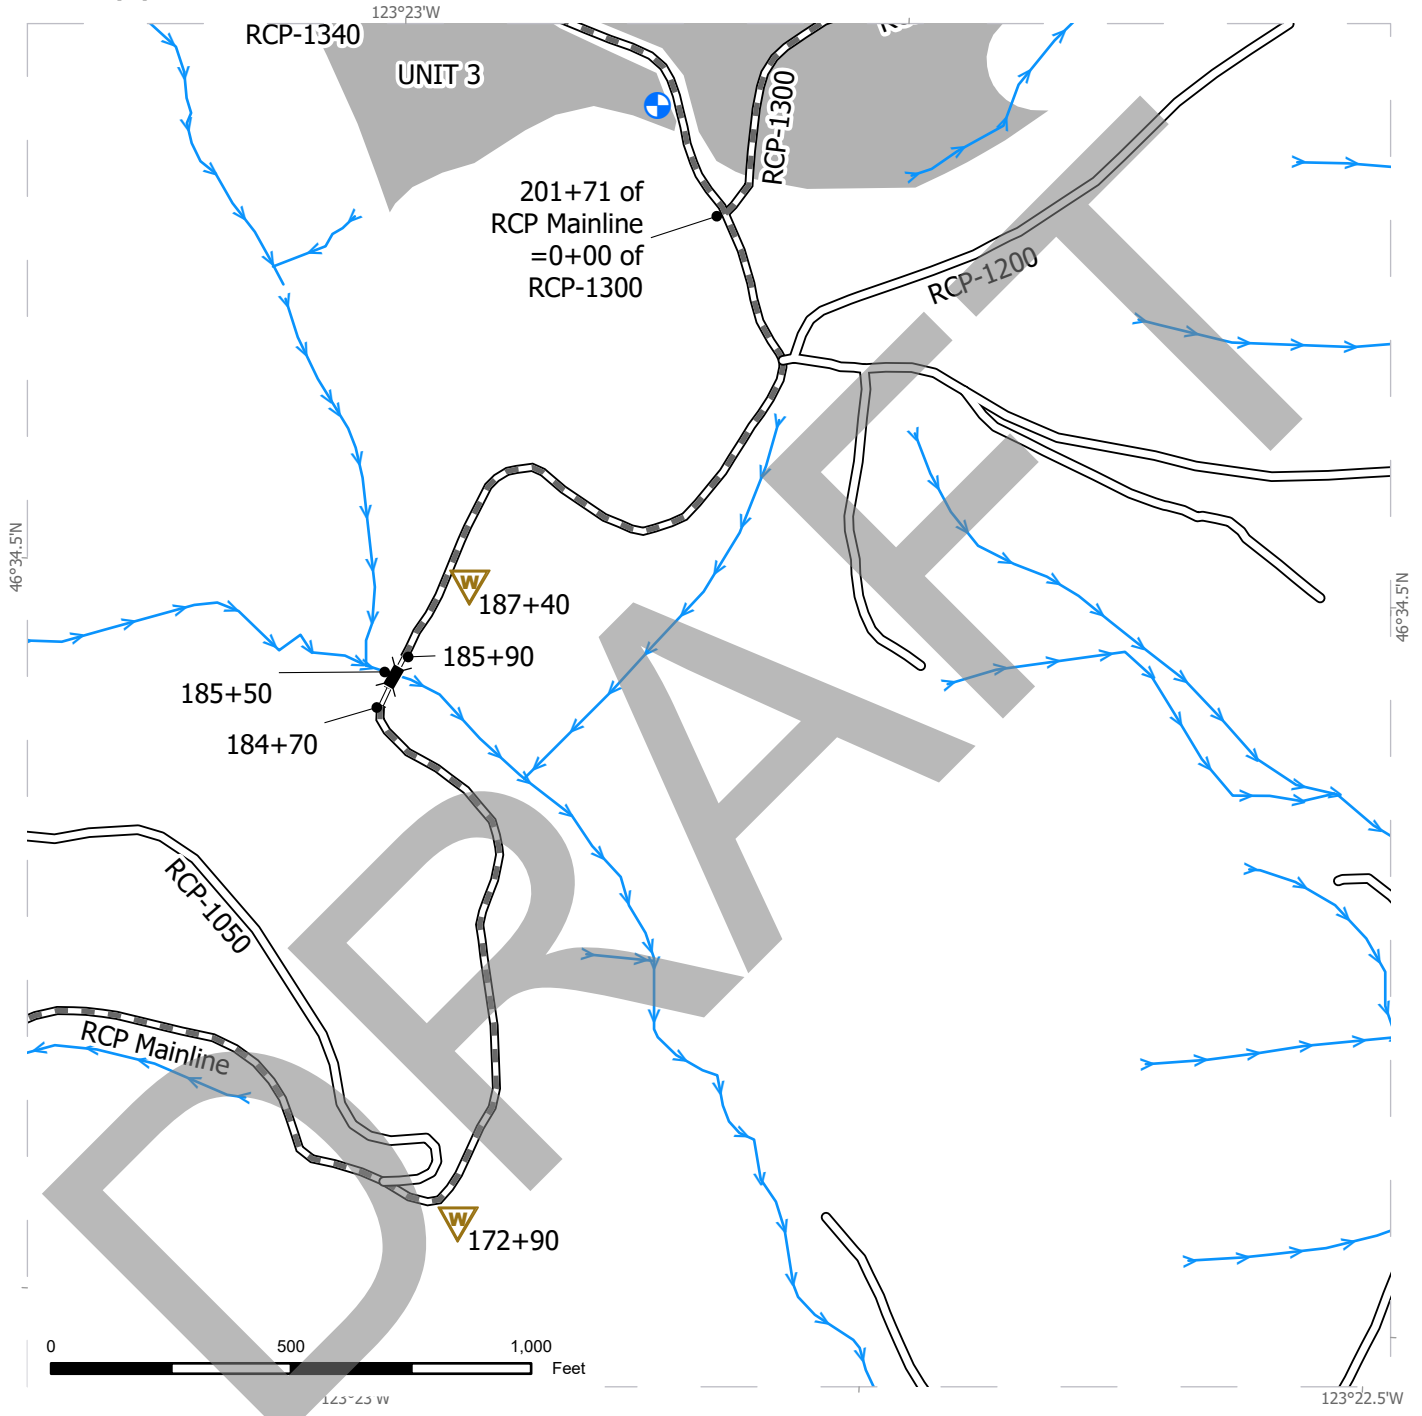 123°23'W
RCP-1340
UNIT 3
RCP-1300
201+71 of
RCP Mainline
=0+00 of
RCP-1300
RCP-1200
46°34.5'N
46°34.5'N
187+40
185+90
185+50
184+70
RCP-1050
RCP Mainline
W
W
172+90
DRAFT
0 500 1,000
Feet
123°23'W
123°22.5'W